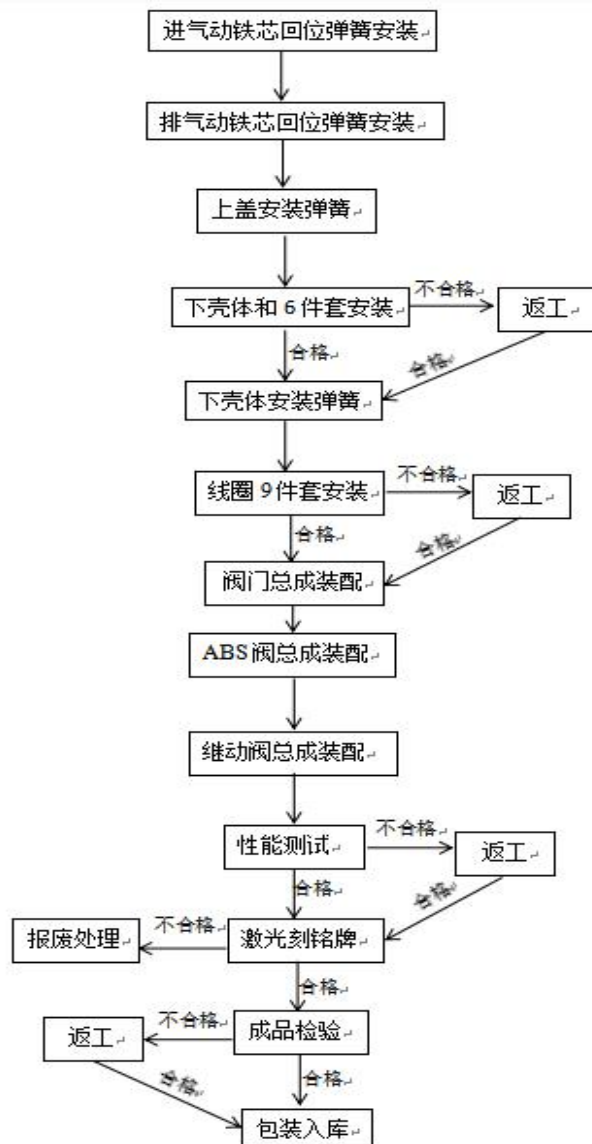 进气动铁芯回位弹簧安装
排气动铁芯回位弹簧安装
上盖安装弹簧
下壳体和6件套安装
不合格
返工
合格
合格
下壳体安装弹簧
线圈9件套安装
不合格
返工
合格
合格
阀门总成装配
ABS阀总成装配
继动阀总成装配
性能测试
不合格
返工
合格
合格
报废处理
不合格
激光刻铭牌
合格
返工
不合格
成品检验
合格
合格
包装入库